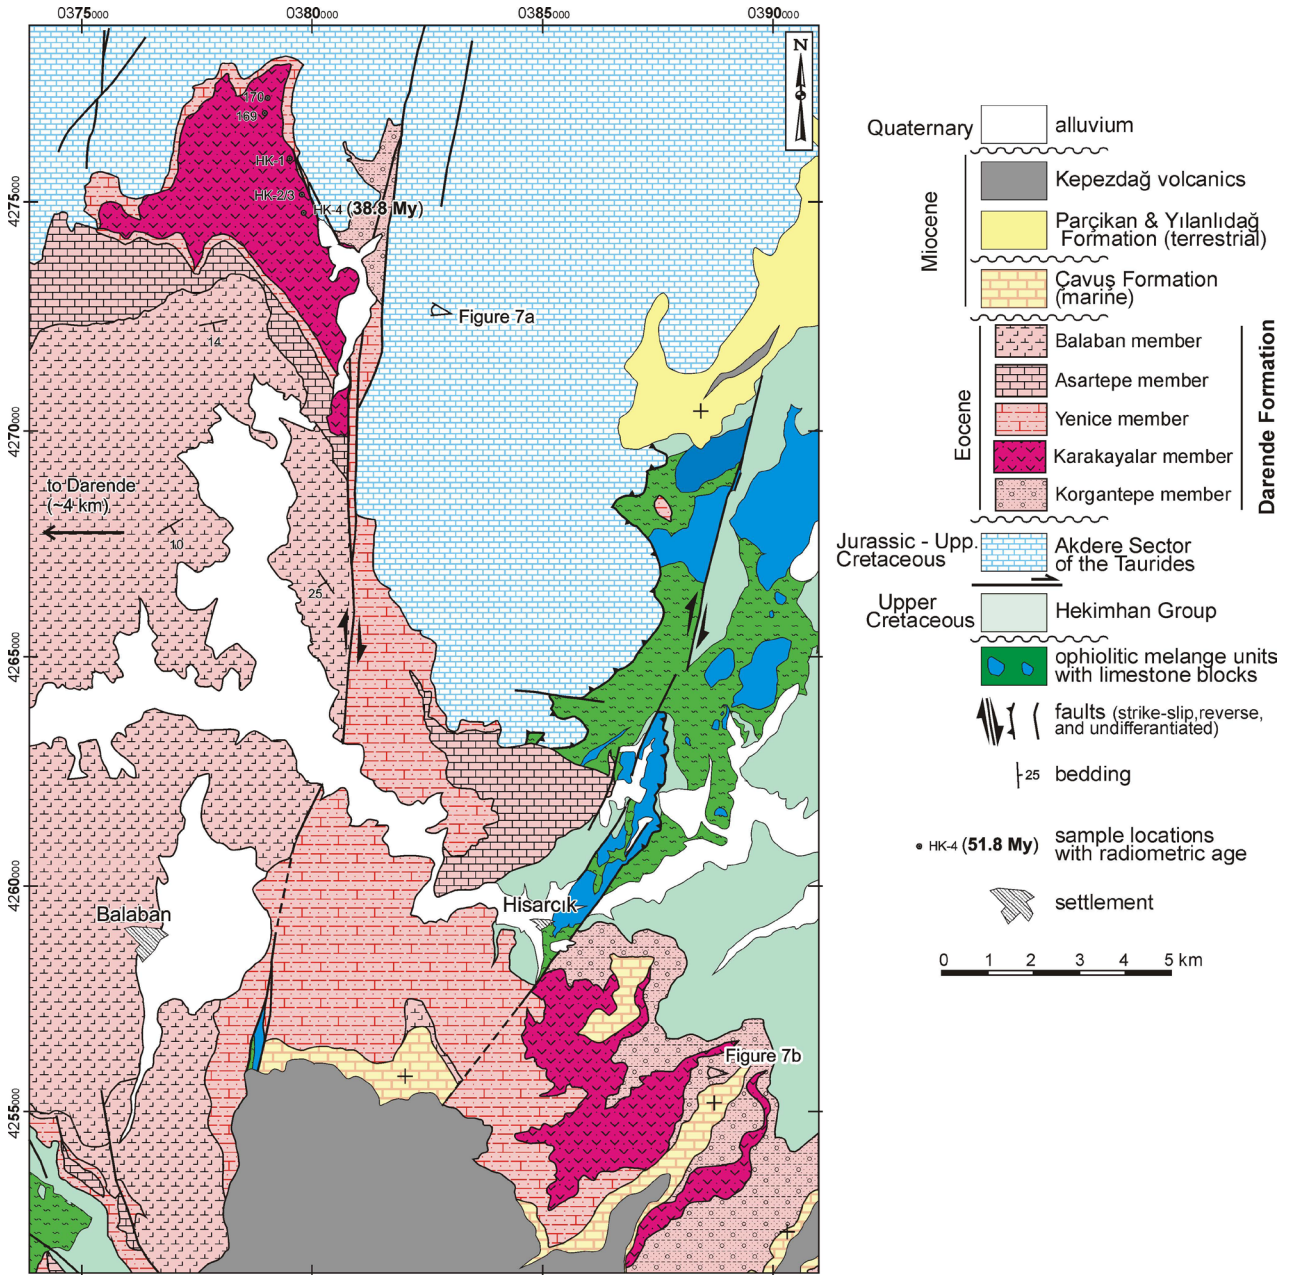 0375000
0380000
0385000
0390000
N
4275000
4270000
4265000
4260000
4255000
170
169
HK-1
HK-2/3
HK-4 (38.8 My)
Figure 7a
14
to Darende
(~4 km)
10
25
Balaban
Hisarcık
Figure 7b
Quaternary
alluvium
Miocene
Kepezdağ volcanics
Parçikan & Yılanlıdağ
Formation (terrestrial)
Çavuş Formation
(marine)
Eocene
Balaban member
Asartepe member
Yenice member
Karakayalar member
Korgantepe member
Darende Formation
Jurassic - Upp.
Cretaceous
Akdere Sector
of the Taurides
Upper
Cretaceous
Hekimhan Group
ophiolitic melange units
with limestone blocks
faults (strike-slip,reverse,
and undifferantiated)
25
bedding
HK-4 (51.8 My)
sample locations
with radiometric age
settlement
0 1 2 3 4 5 km